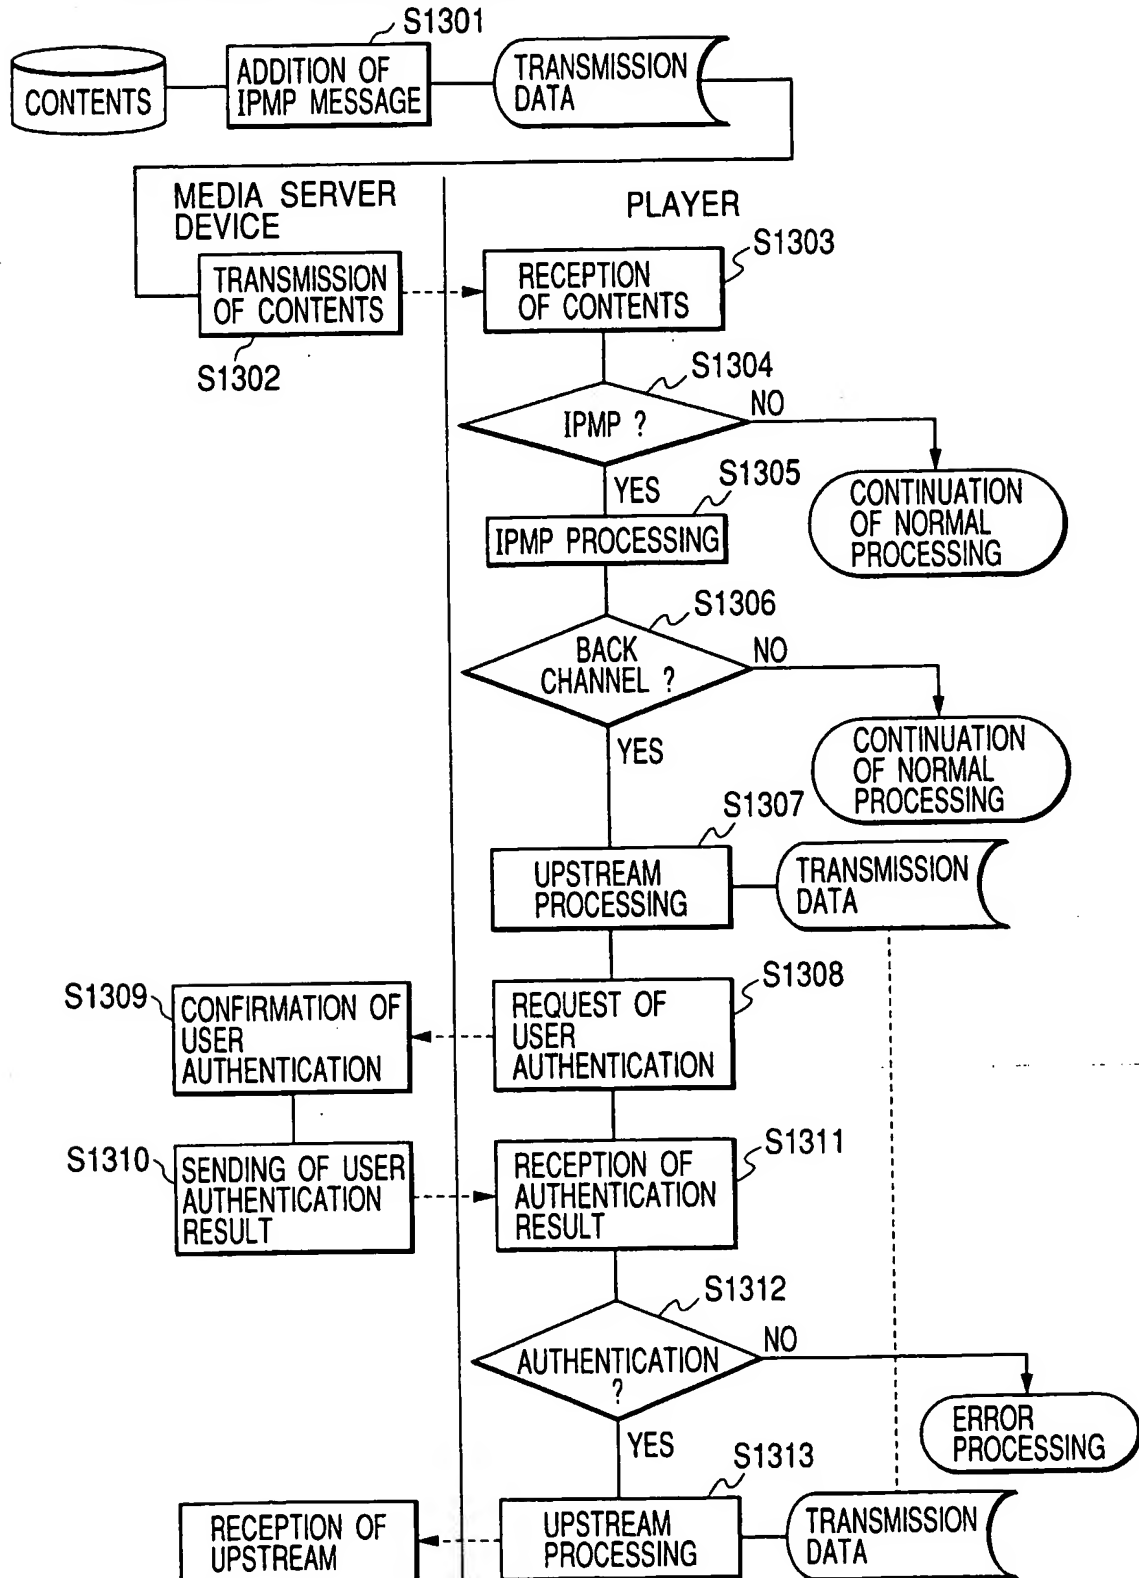 S1301
CONTENTS
ADDITION OF
IPMP MESSAGE
TRANSMISSION
DATA
MEDIA SERVER
DEVICE
PLAYER
S1303
TRANSMISSION
OF CONTENTS
RECEPTION
OF CONTENTS
S1302
S1304
IPMP ?
NO
YES
S1305
CONTINUATION
OF NORMAL
PROCESSING
IPMP PROCESSING
S1306
BACK
CHANNEL ?
NO
YES
CONTINUATION
OF NORMAL
PROCESSING
S1307
UPSTREAM
PROCESSING
TRANSMISSION
DATA
S1308
S1309
CONFIRMATION OF
USER
AUTHENTICATION
REQUEST OF
USER
AUTHENTICATION
S1311
S1310
SENDING OF USER
AUTHENTICATION
RESULT
RECEPTION OF
AUTHENTICATION
RESULT
S1312
AUTHENTICATION
?
NO
YES
ERROR
PROCESSING
S1313
RECEPTION OF
UPSTREAM
UPSTREAM
PROCESSING
TRANSMISSION
DATA